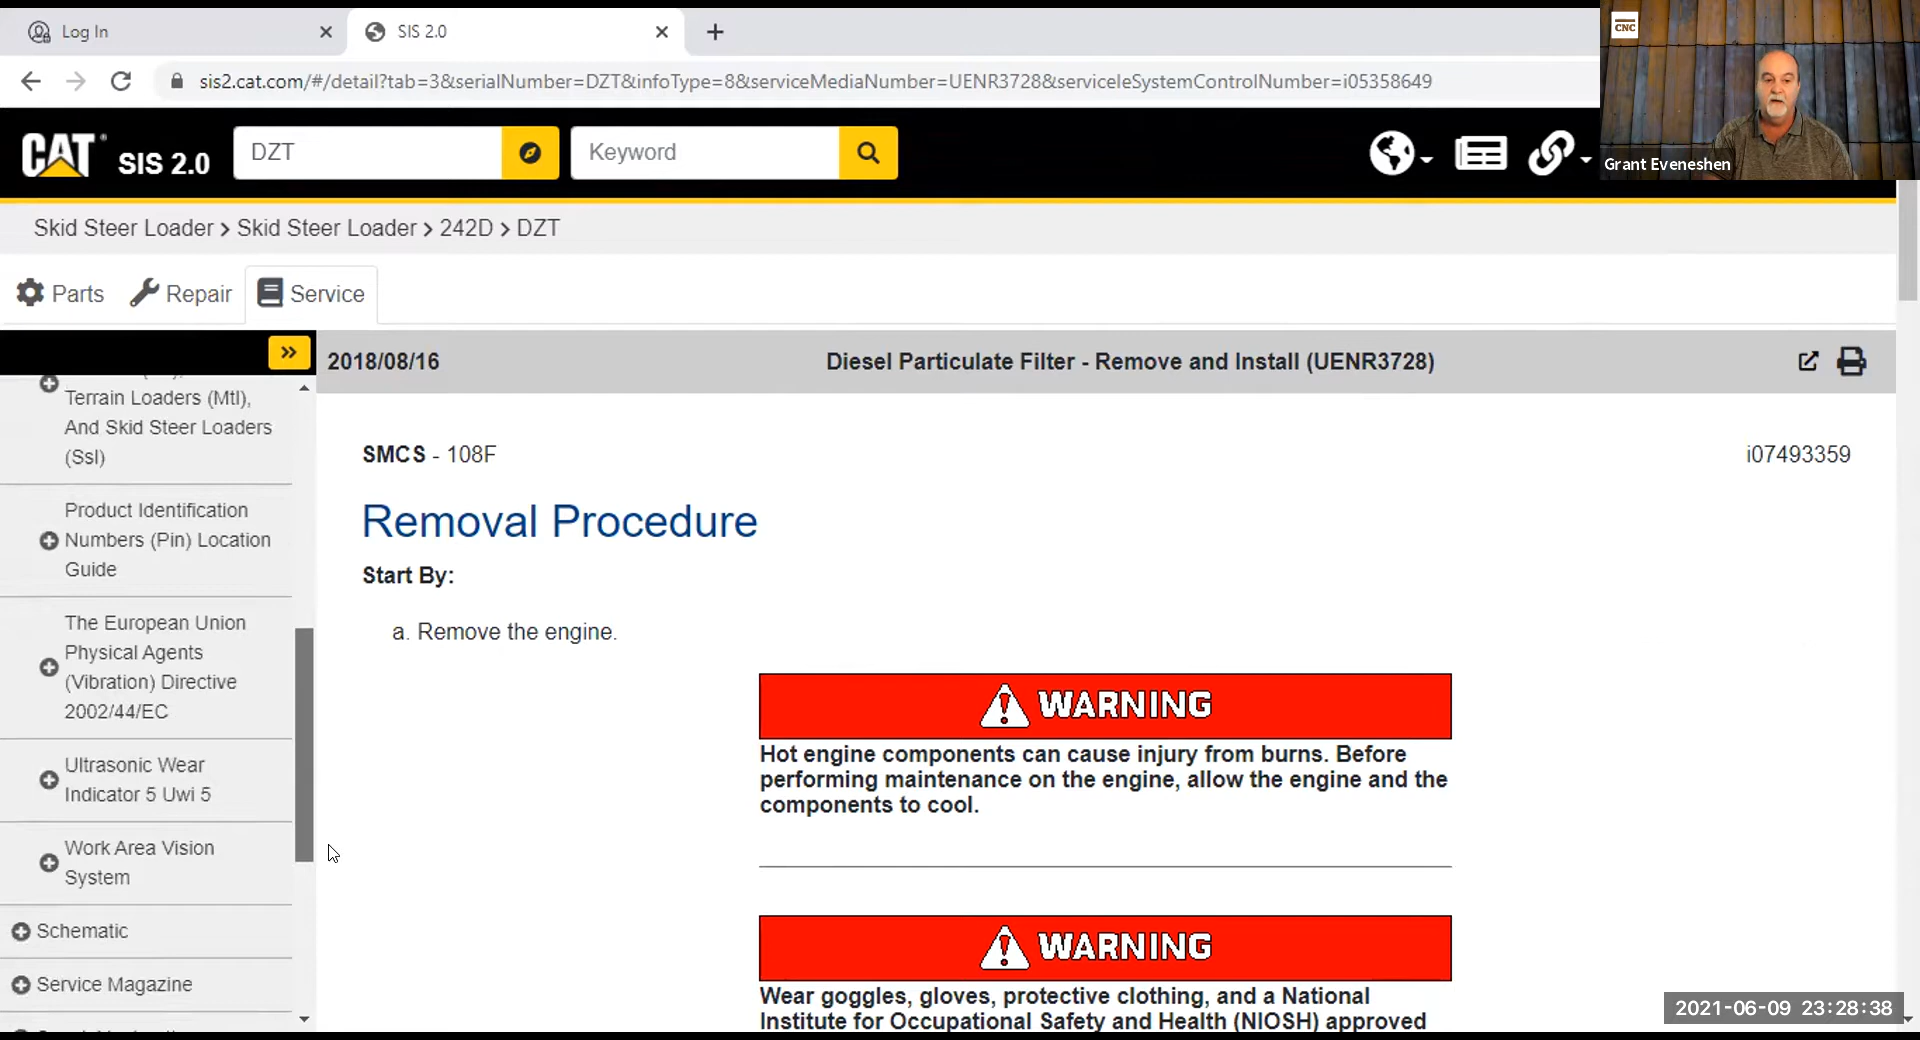 Log In
SIS 2.0
sis2.cat.com/#/detail?tab=3&serialNumber=DZT&infoType=8&serviceMediaNumber=UENR3728&serviceIeSystemControlNumber=i05358649
CNC
Grant Eveneshen
CAT SIS 2.0
DZT
Keyword
Skid Steer Loader > Skid Steer Loader > 242D > DZT
Parts
Repair
Service
»
2018/08/16
Diesel Particulate Filter - Remove and Install (UENR3728)
Terrain Loaders (Mtl),
And Skid Steer Loaders
(Ssl)
Product Identification
Numbers (Pin) Location
Guide
The European Union
Physical Agents
(Vibration) Directive
2002/44/EC
Ultrasonic Wear
Indicator 5 Uwi 5
Work Area Vision
System
Schematic
Service Magazine
SMCS - 108F
i07493359
Removal Procedure
Start By:
a. Remove the engine.
WARNING
Hot engine components can cause injury from burns. Before
performing maintenance on the engine, allow the engine and the
components to cool.
WARNING
Wear goggles, gloves, protective clothing, and a National
Institute for Occupational Safety and Health (NIOSH) approved
2021-06-09 23:28:38